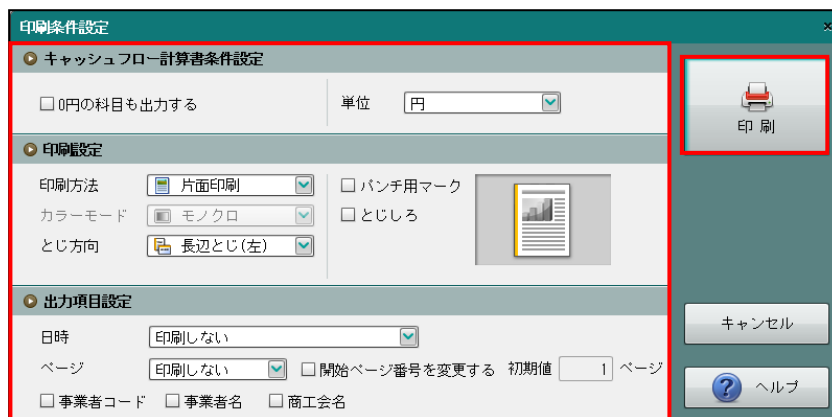 印刷条件設定
×
キャッシュフロー計算書条件設定
0円の科目も出力する 単位 円
印刷
印刷設定
印刷方法 片面印刷 パンチ用マーク
カラーモード モノクロ とじしろ
とじ方向 長辺とじ(左)
出力項目設定
日時 印刷しない
キャンセル
ページ 印刷しない 開始ページ番号を変更する 初期値 1 ページ
? ヘルプ
事業者コード 事業者名 商工会名